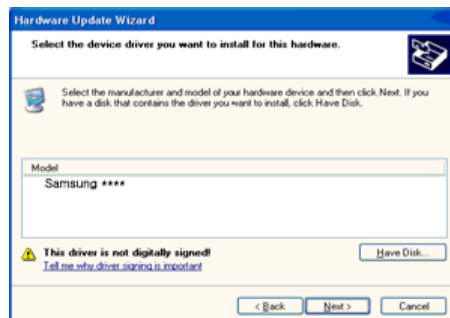 Hardware Update Wizard
Select the device driver you want to install for this hardware.
Select the manufacturer and model of your hardware device and then click Next. If you
have a disk that contains the driver you want to install, click Have Disk.
Model
Samsung ****
This driver is not digitally signed!
Tell me why driver signing is important
Have Disk...
< Back
Next >
Cancel